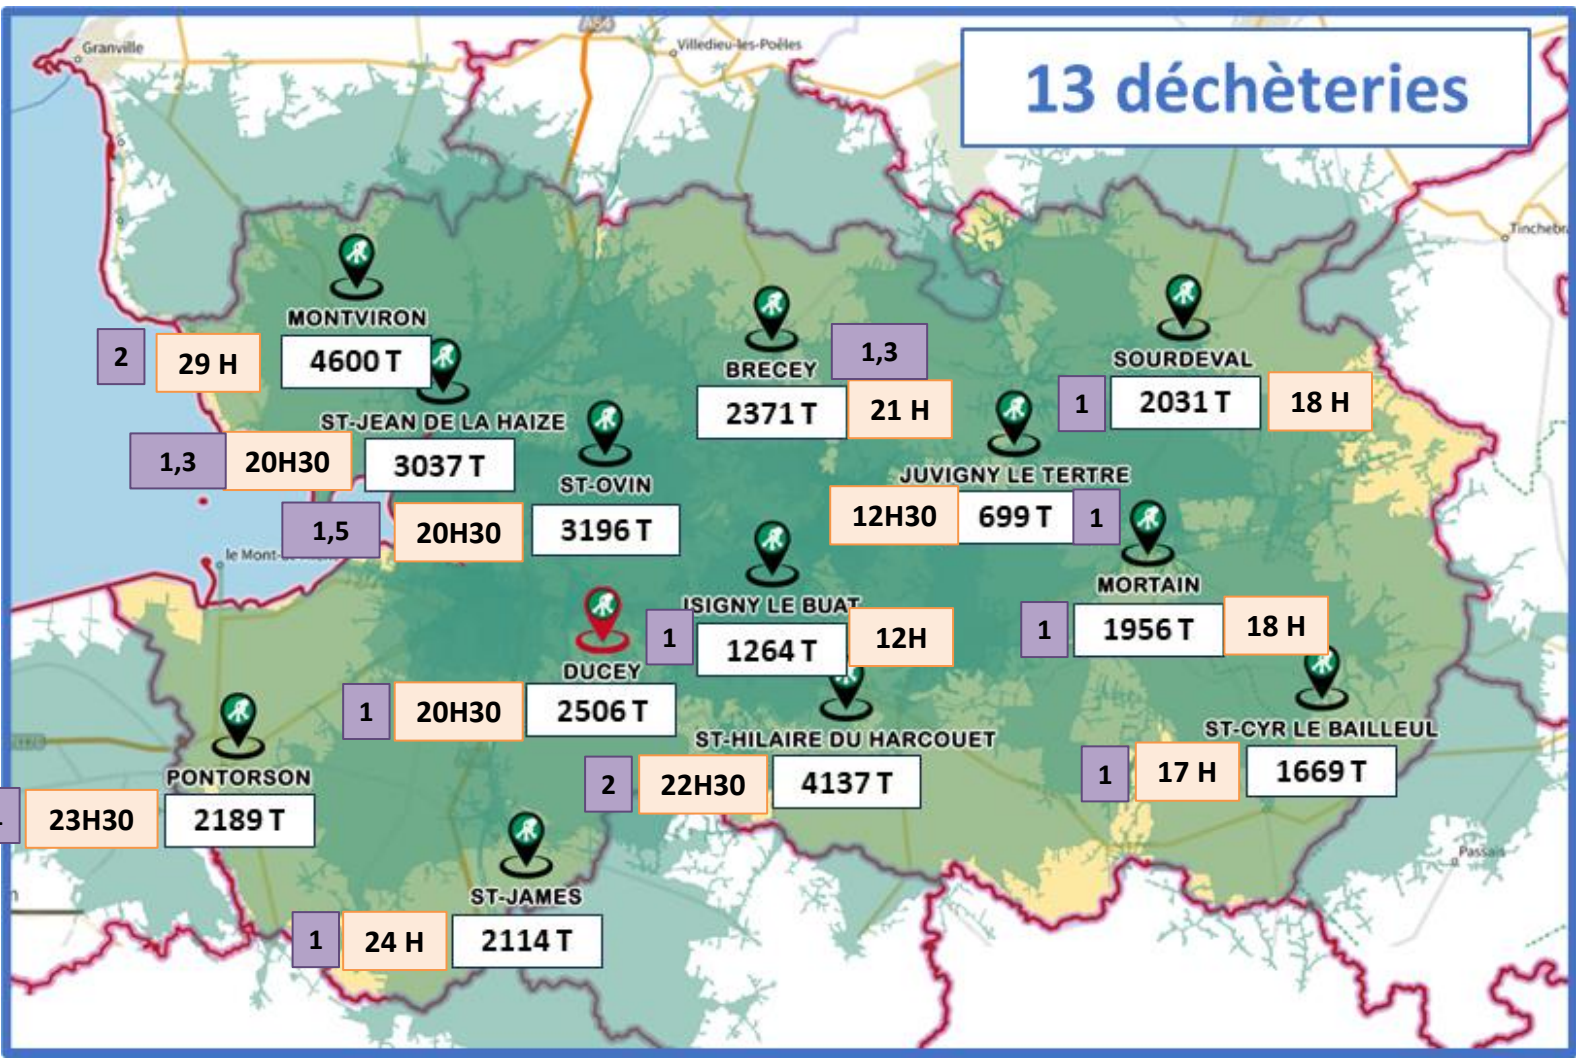 Granville
A84
Villedieu-les-Poêles
13 déchèteries
MONTVIRON
2
29 H
4600 T
BRECEY
1,3
2371 T
21 H
SOURDEVAL
1
2031 T
18 H
ST-JEAN DE LA HAIZE
1,3
20H30
3037 T
ST-OVIN
1,5
20H30
3196 T
JUVIGNY LE TERTRE
12H30
699 T
1
le Mont-
MORTAIN
1
1956 T
18 H
ISIGNY LE BUAT
1
1264 T
12H
DUCEY
1
20H30
2506 T
ST-HILAIRE DU HARCOUET
2
22H30
4137 T
ST-CYR LE BAILLEUL
1
17 H
1669 T
PONTORSON
23H30
2189 T
ST-JAMES
1
24 H
2114 T
Tinchebr
Passais